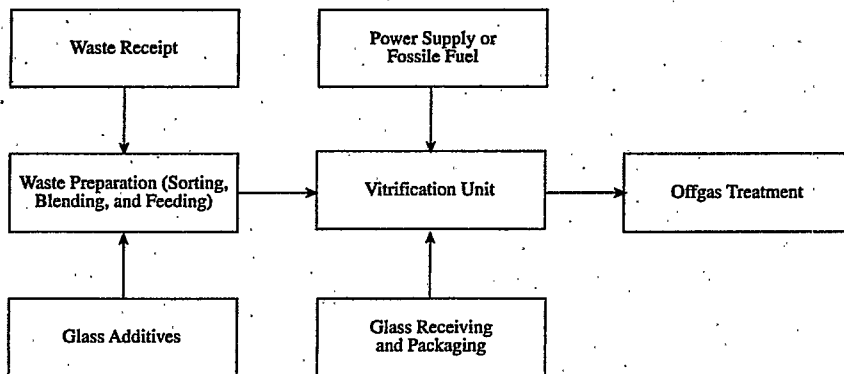 Waste Receipt
Power Supply or
Fossile Fuel
Waste Preparation (Sorting,
Blending, and Feeding)
Vitrification Unit
Offgas Treatment
Glass Additives
Glass Receiving
and Packaging